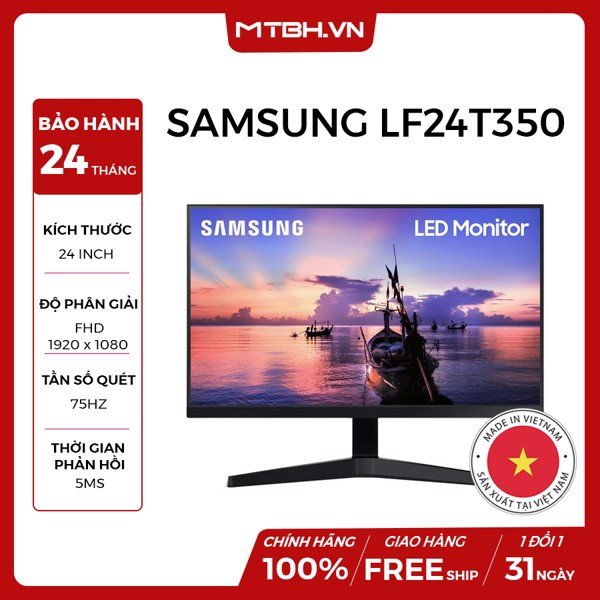 MTBH.VN
SAMSUNG LF24T350
BẢO HÀNH
24 THÁNG
KÍCH THƯỚC
24 INCH
ĐỘ PHÂN GIẢI
FHD
1920 x 1080
TẦN SỐ QUÉT
75HZ
THỜI GIAN
PHẢN HỒI
5MS
SAMSUNG
LED Monitor
MADE IN VIETNAM
SẢN XUẤT TẠI VIỆT NAM
CHÍNH HÃNG
100%
GIAO HÀNG
FREE SHIP
1 ĐỔI 1
31 NGÀY